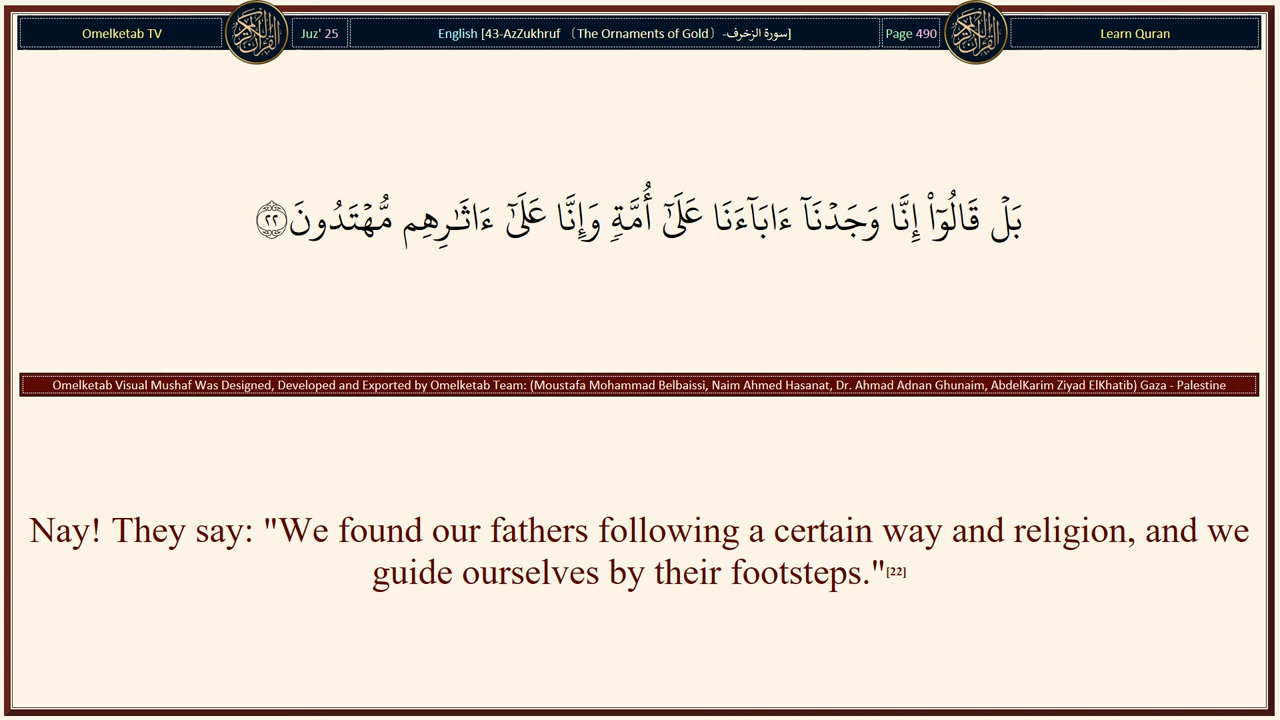 Omelketab TV
Juz' 25
English [43-AzZukhruf 〔The Ornaments of Gold〕 -سورة الزخرف]
Page 490
Learn Quran
بَلۡ قَالُوٓاْ إِنَّا وَجَدۡنَآ ءَابَآءَنَا عَلَىٰٓ أُمَّةٖ وَإِنَّا عَلَىٰٓ ءَاثَٰرِهِم مُّهۡتَدُونَ ٢٢
Omelketab Visual Mushaf Was Designed, Developed and Exported by Omelketab Team: (Moustafa Mohammad Belbaissi, Naim Ahmed Hasanat, Dr. Ahmad Adnan Ghunaim, AbdelKarim Ziyad ElKhatib) Gaza - Palestine
Nay! They say: "We found our fathers following a certain way and religion, and we
guide ourselves by their footsteps."[22]